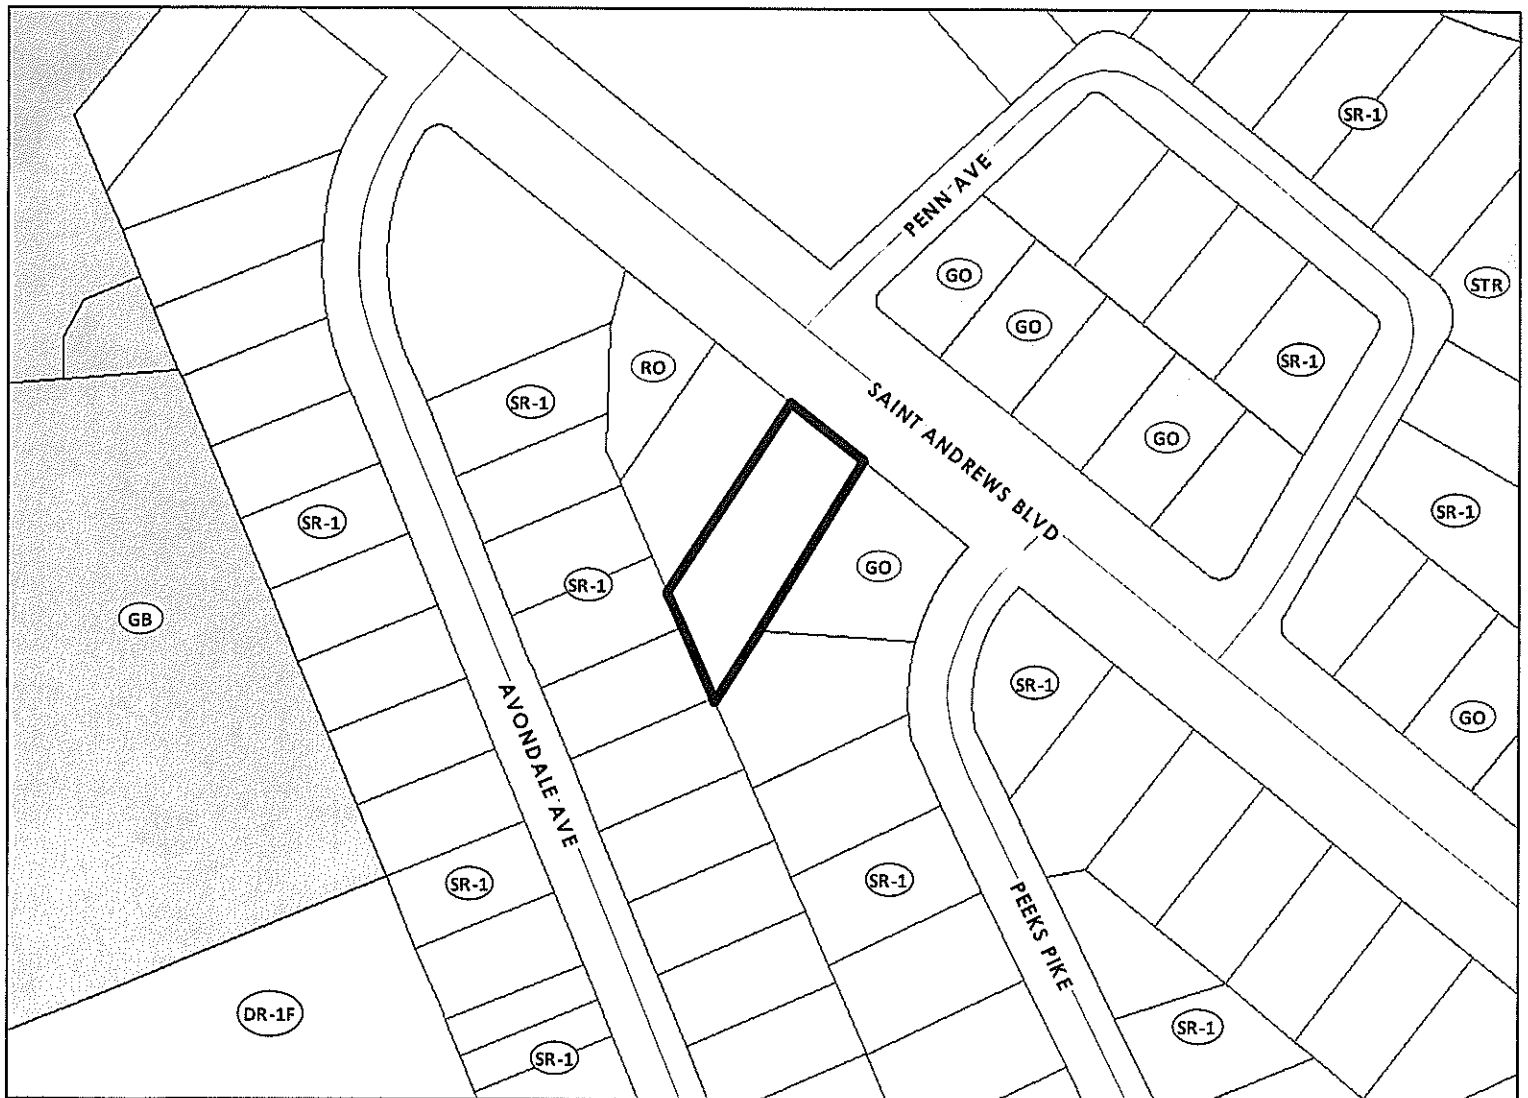 SR-1
PENN AVE
GO
STR
GO
RO
SR-1
SR-1
SAINT ANDREWS BLVD
GO
SR-1
SR-1
GO
SR-1
GB
SR-1
AVONDALE AVE
GO
SR-1
SR-1
PEEKS PIKE
DR-1F
SR-1
SR-1